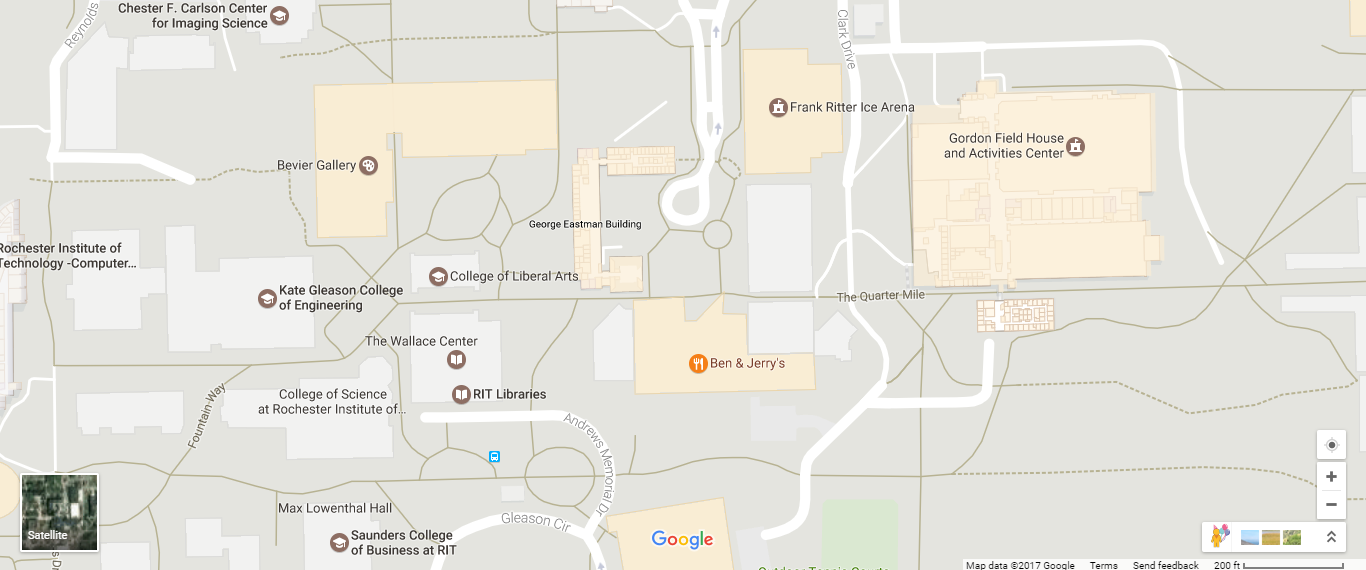 Chester F. Carlson Center
for Imaging Science
Reynolds
Clark Drive
Frank Ritter Ice Arena
Gordon Field House
and Activities Center
Bevier Gallery
George Eastman Building
Rochester Institute of
Technology -Computer...
College of Liberal Arts
Kate Gleason College
of Engineering
The Quarter Mile
The Wallace Center
Ben & Jerry's
College of Science
at Rochester Institute of...
RIT Libraries
Fountain Way
Andrews Memorial Dr
Max Lowenthal Hall
Gleason Cir
Saunders College
of Business at RIT
Satellite
Google
Map data ©2017 Google
Terms
Send feedback
200 ft